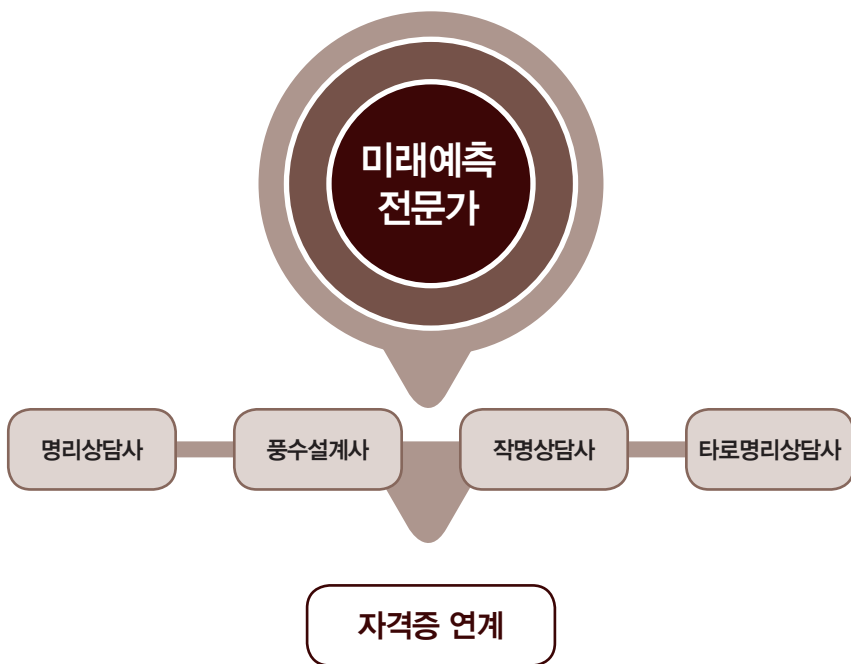 미래예측
전문가
명리상담사
풍수설계사
작명상담사
타로명리상담사
자격증 연계